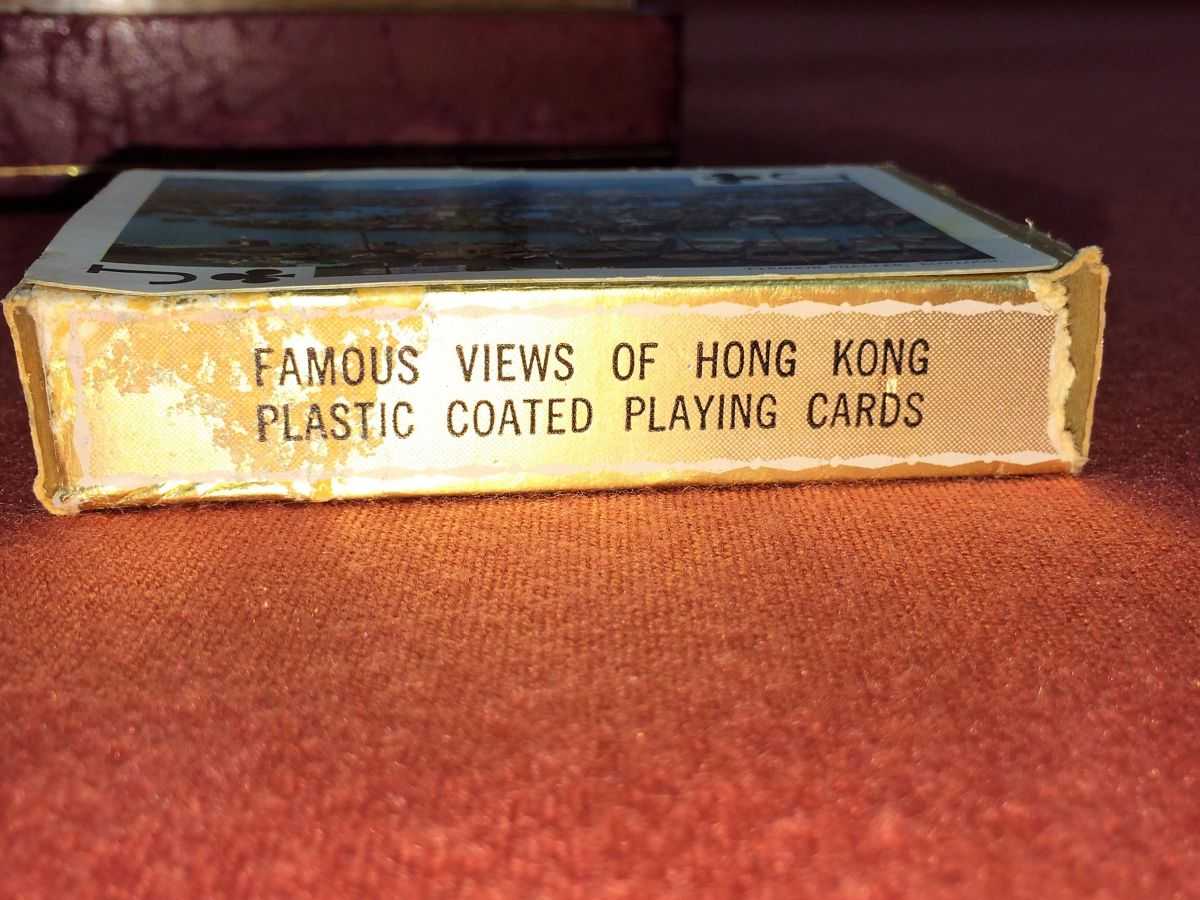 J
FAMOUS VIEWS OF HONG KONG
PLASTIC COATED PLAYING CARDS